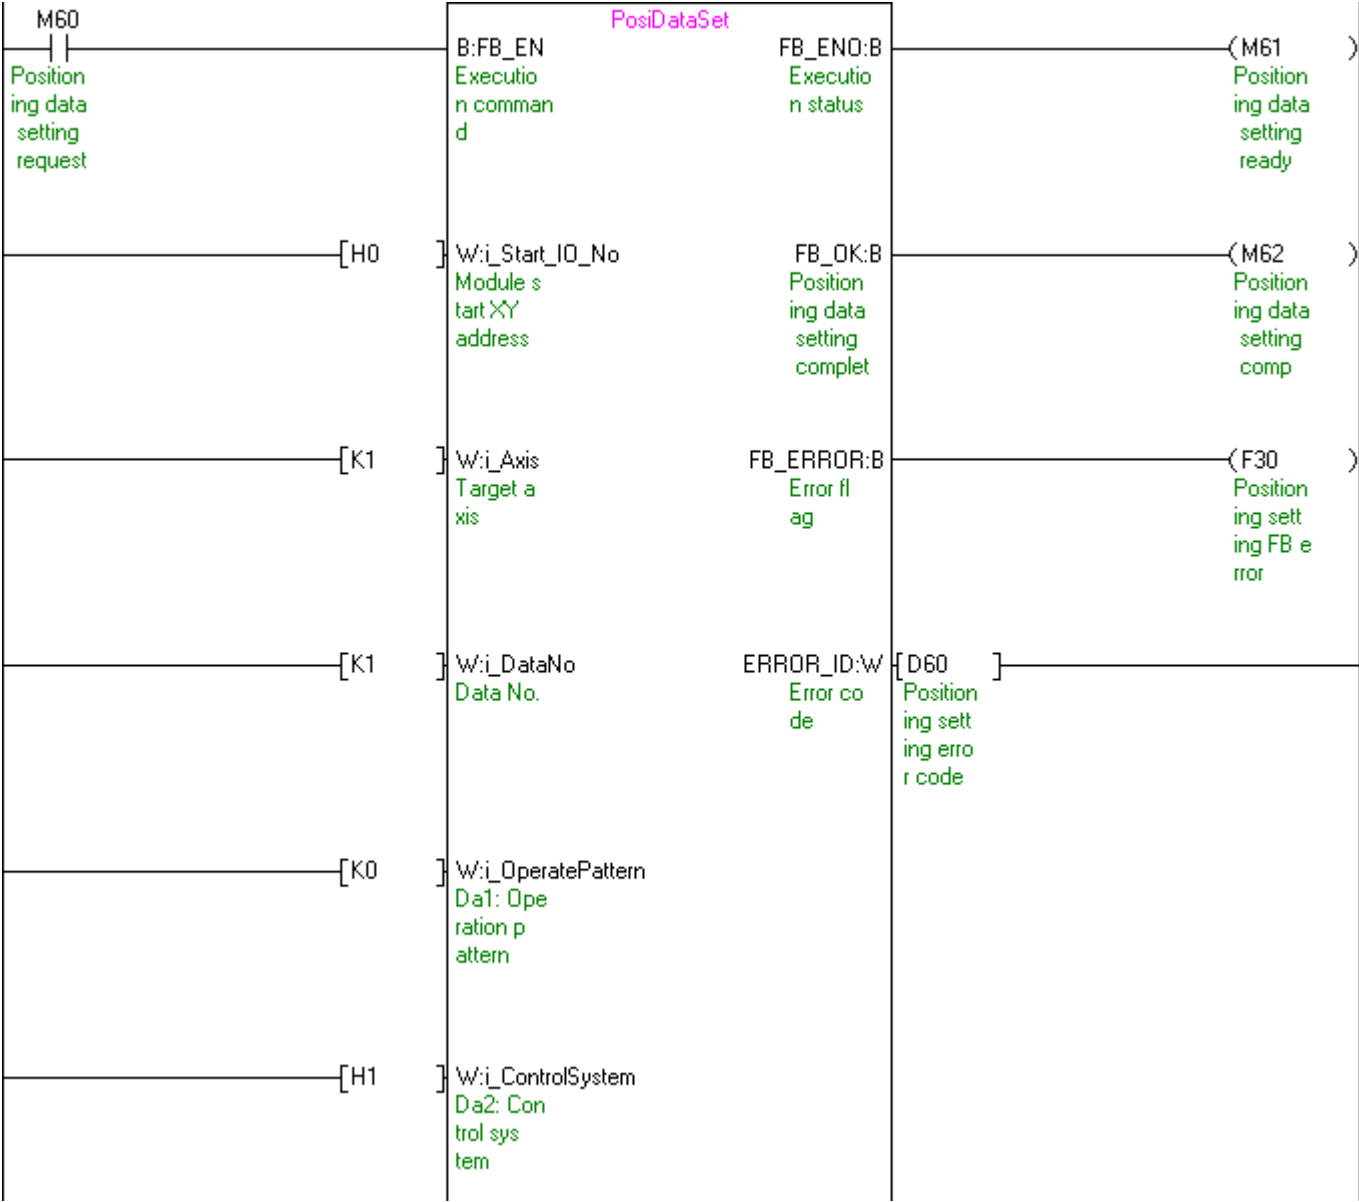 M60
PosiDataSet
B:FB_EN
FB_ENO:B
M61
Position
ing data
setting
request
Executio
n comman
d
Executio
n status
Position
ing data
setting
ready
[H0 ]
W:i_Start_IO_No
FB_OK:B
M62
Module s
tart XY
address
Position
ing data
setting
complet
Position
ing data
setting
comp
[K1 ]
W:i_Axis
FB_ERROR:B
F30
Target a
xis
Error fl
ag
Position
ing sett
ing FB e
rror
[K1 ]
W:i_DataNo
ERROR_ID:W
[D60 ]
Data No.
Error co
de
Position
ing sett
ing erro
r code
[K0 ]
W:i_OperatePattern
Da1: Ope
ration p
attern
[H1 ]
W:i_ControlSystem
Da2: Con
trol sys
tem